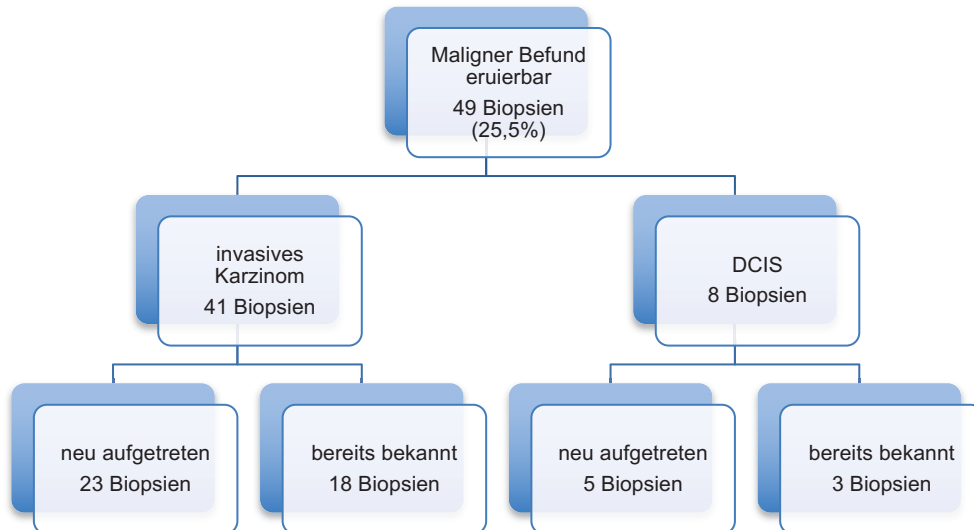 Maligner Befund
eruierbar
49 Biopsien
(25,5%)
invasives
Karzinom
41 Biopsien
DCIS
8 Biopsien
neu aufgetreten
23 Biopsien
bereits bekannt
18 Biopsien
neu aufgetreten
5 Biopsien
bereits bekannt
3 Biopsien